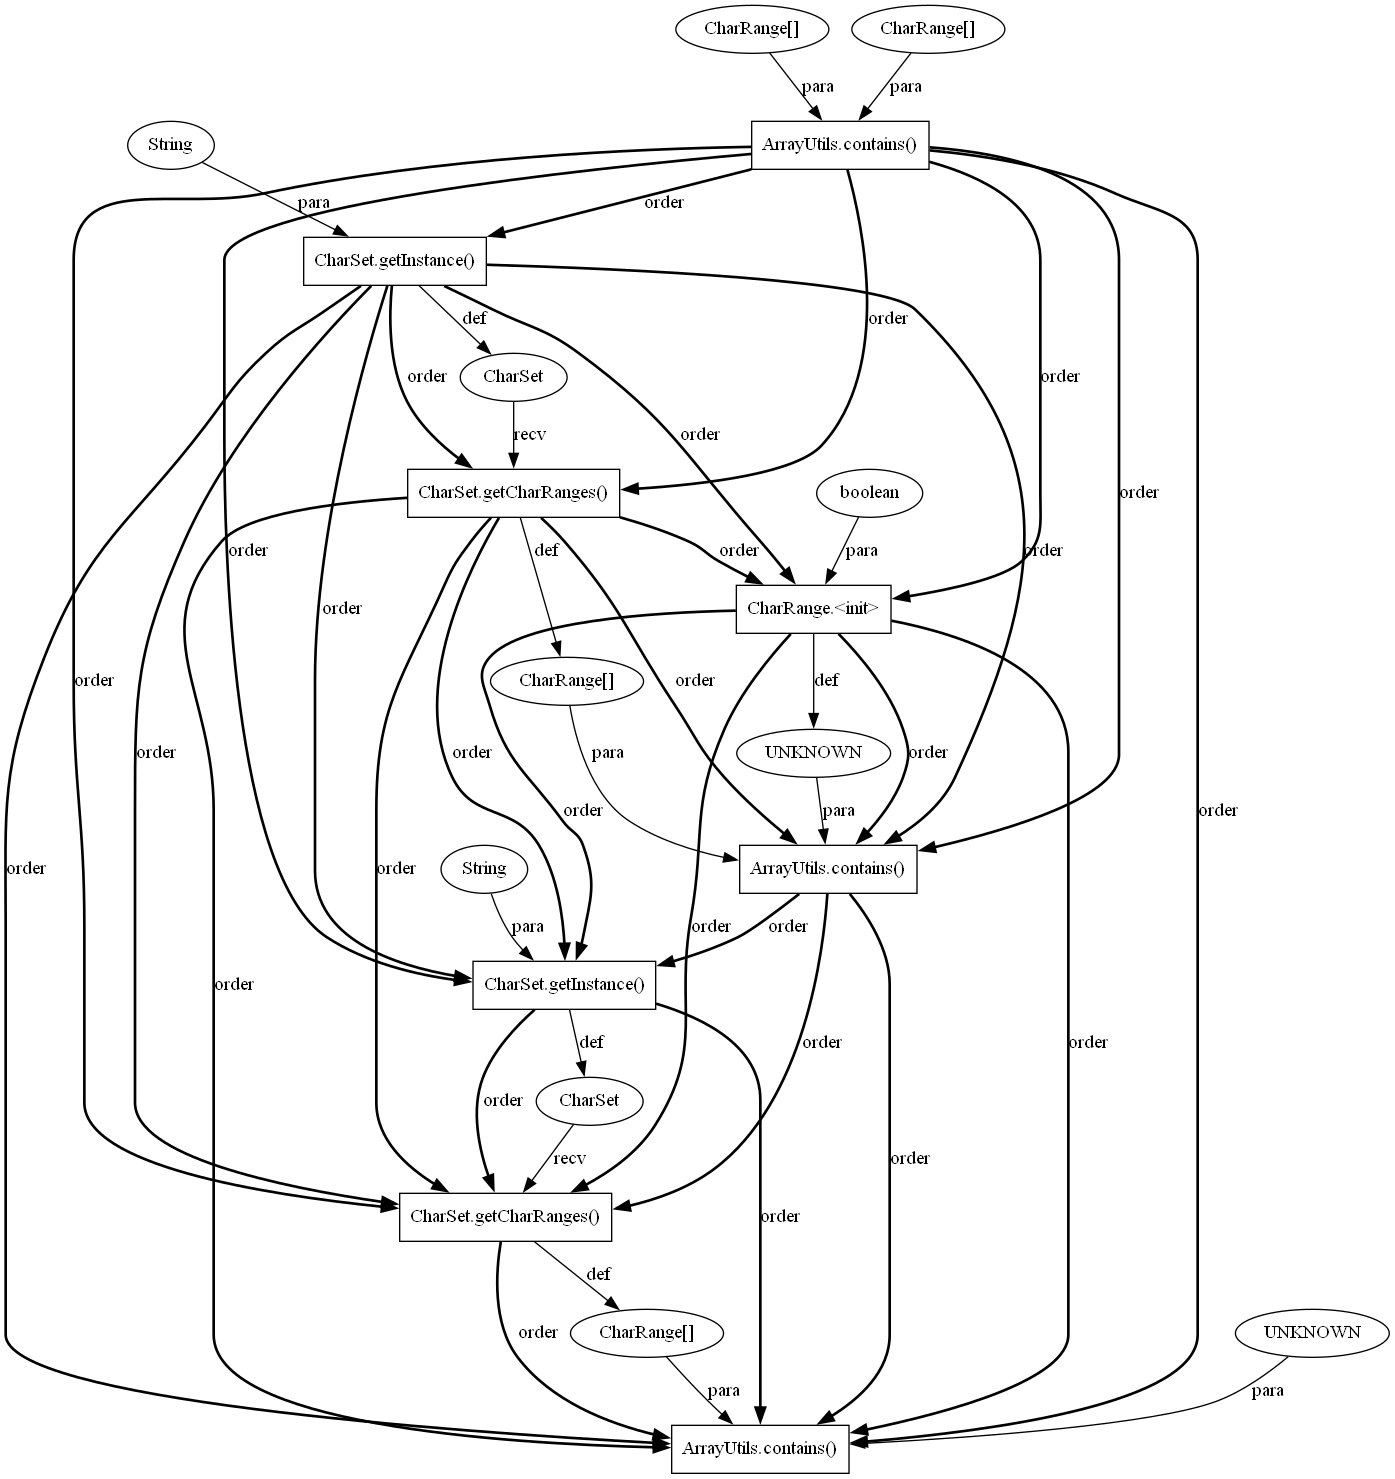 CharRange[] CharRange[]
para para
String ArrayUtils.contains()
para order
CharSet.getInstance()
def order
CharSet order order
order recv order
CharSet.getCharRanges() boolean order
order def order para order
CharRange.<init>
order
order CharRange[] order def
order order para UNKNOWN order
order para order
order order String ArrayUtils.contains()
para order order
order CharSet.getInstance()
def order order
order CharSet
recv order
CharSet.getCharRanges() order
def
order CharRange[] UNKNOWN
para para
ArrayUtils.contains()